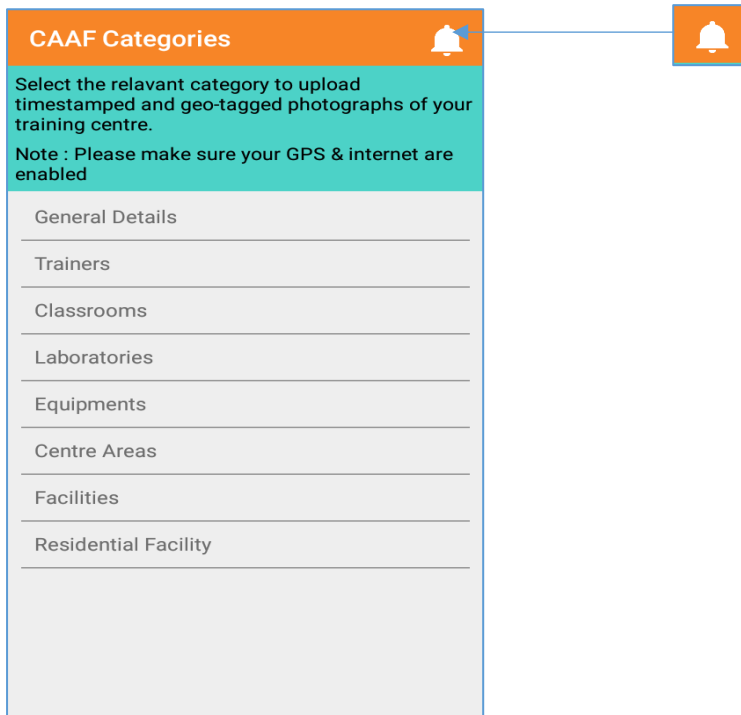 CAAF Categories
Select the relavant category to upload
timestamped and geo-tagged photographs of your
training centre.
Note : Please make sure your GPS & internet are
enabled
General Details
Trainers
Classrooms
Laboratories
Equipments
Centre Areas
Facilities
Residential Facility